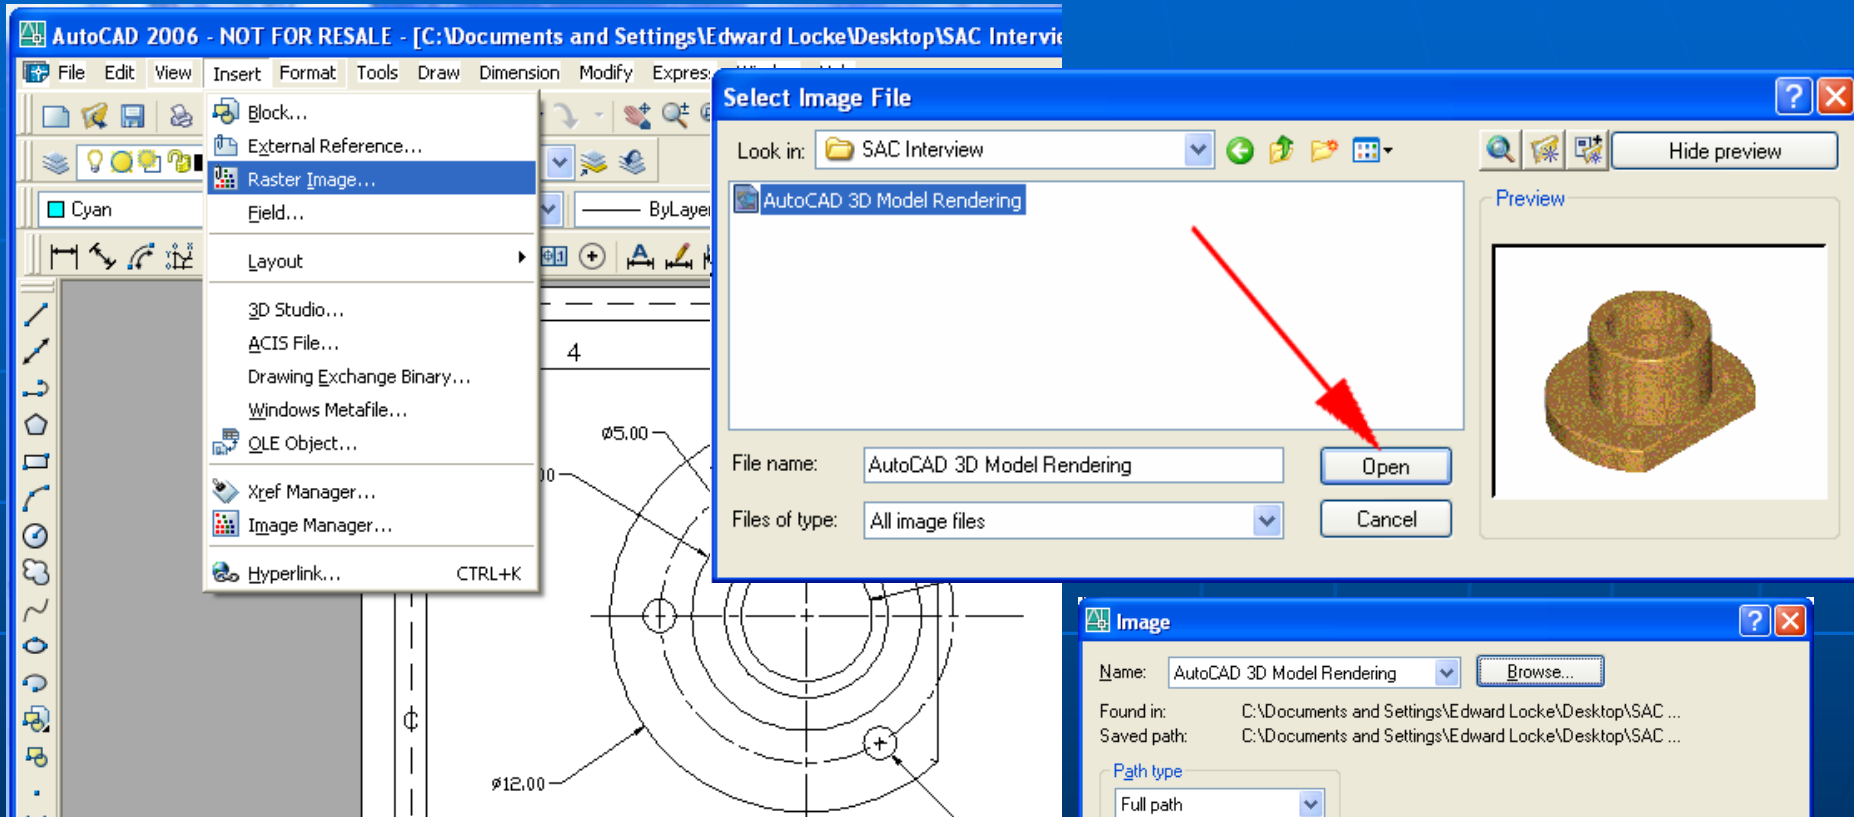 AutoCAD 2006 - NOT FOR RESALE - [C:\Documents and Settings\Edward Locke\Desktop\SAC
File Edit View Insert Format Tools Draw Dimension Modify
Block...
External Reference...
Raster Image...
Field...
Layout
3D Studio...
ACIS File...
Drawing Exchange Binary...
Windows Metafile...
OLE Object...
Xref Manager...
Image Manager...
Hyperlink... CTRL+K
Cyan
4
ø5.00
ø12.00
Select Image File
Look in: SAC Interview
Hide preview
AutoCAD 3D Model Rendering
Preview
File name: AutoCAD 3D Model Rendering
Open
Files of type: All image files
Cancel
Image
Name: AutoCAD 3D Model Rendering Browse...
Found in: C:\Documents and Settings\Edward Locke\Desktop\SAC ...
Saved path: C:\Documents and Settings\Edward Locke\Desktop\SAC ...
Path type
Full path